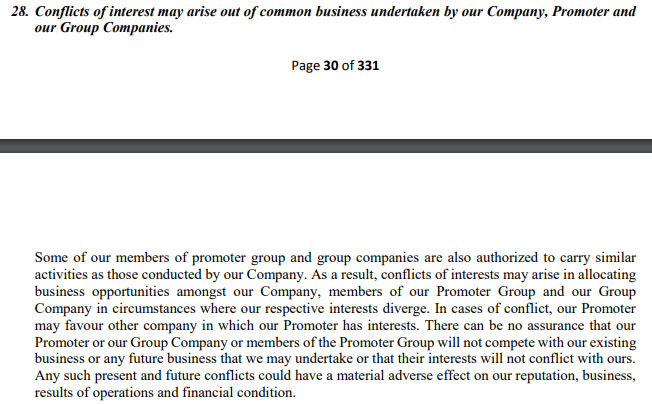 28. Conflicts of interest may arise out of common business undertaken by our Company, Promoter and
our Group Companies.
Page 30 of 331
Some of our members of promoter group and group companies are also authorized to carry similar
activities as those conducted by our Company. As a result, conflicts of interests may arise in allocating
business opportunities amongst our Company, members of our Promoter Group and our Group
Company in circumstances where our respective interests diverge. In cases of conflict, our Promoter
may favour other company in which our Promoter has interests. There can be no assurance that our
Promoter or our Group Company or members of the Promoter Group will not compete with our existing
business or any future business that we may undertake or that their interests will not conflict with ours.
Any such present and future conflicts could have a material adverse effect on our reputation, business,
results of operations and financial condition.